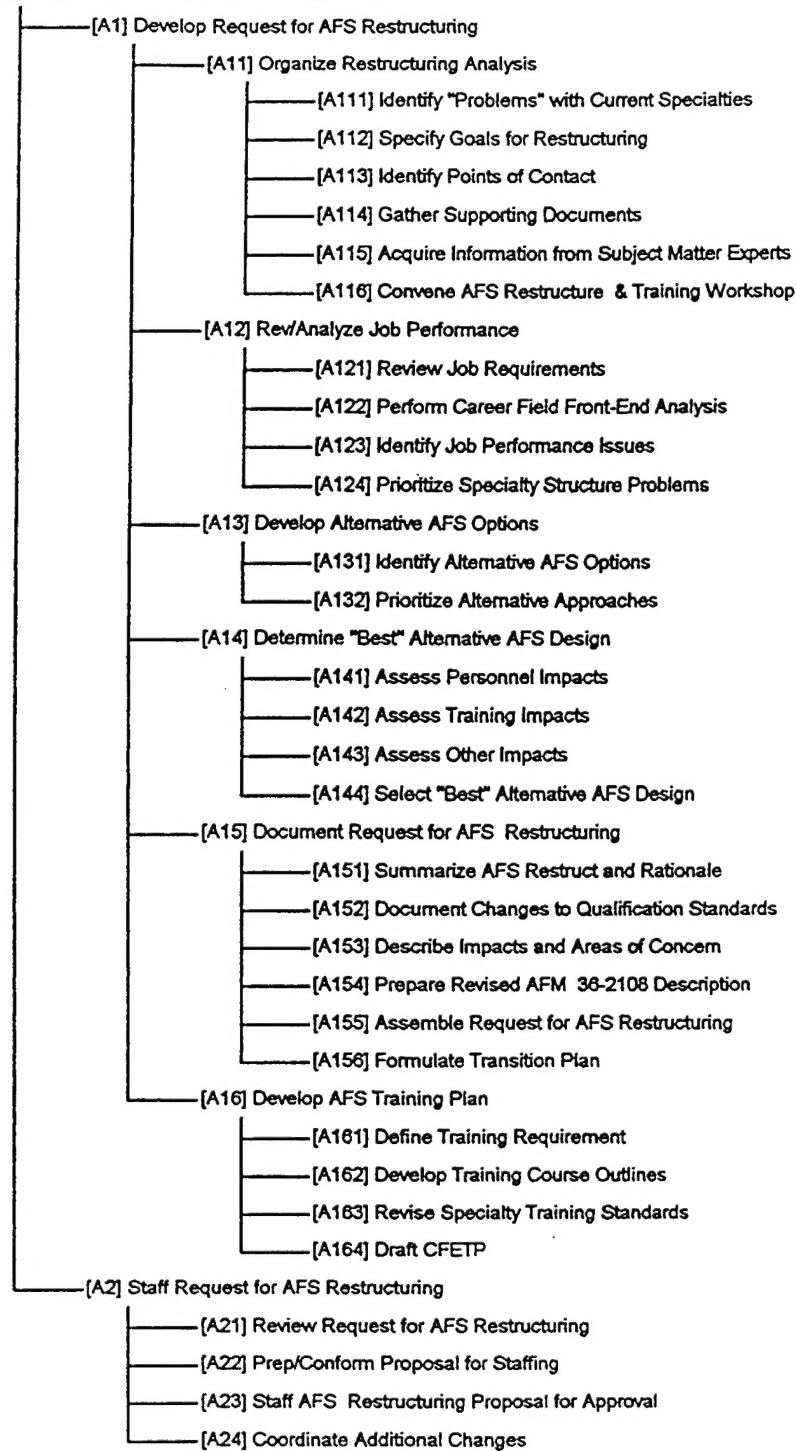 [A1] Develop Request for AFS Restructuring
[A11] Organize Restructuring Analysis
[A111] Identify "Problems" with Current Specialties
[A112] Specify Goals for Restructuring
[A113] Identify Points of Contact
[A114] Gather Supporting Documents
[A115] Acquire Information from Subject Matter Experts
[A116] Convene AFS Restructure & Training Workshop
[A12] Rev/Analyze Job Performance
[A121] Review Job Requirements
[A122] Perform Career Field Front-End Analysis
[A123] Identify Job Performance Issues
[A124] Prioritize Specialty Structure Problems
[A13] Develop Alternative AFS Options
[A131] Identify Alternative AFS Options
[A132] Prioritize Alternative Approaches
[A14] Determine "Best" Alternative AFS Design
[A141] Assess Personnel Impacts
[A142] Assess Training Impacts
[A143] Assess Other Impacts
[A144] Select "Best" Alternative AFS Design
[A15] Document Request for AFS Restructuring
[A151] Summarize AFS Restruct and Rationale
[A152] Document Changes to Qualification Standards
[A153] Describe Impacts and Areas of Concern
[A154] Prepare Revised AFM 36-2108 Description
[A155] Assemble Request for AFS Restructuring
[A156] Formulate Transition Plan
[A16] Develop AFS Training Plan
[A161] Define Training Requirement
[A162] Develop Training Course Outlines
[A163] Revise Specialty Training Standards
[A164] Draft CFETP
[A2] Staff Request for AFS Restructuring
[A21] Review Request for AFS Restructuring
[A22] Prep/Conform Proposal for Staffing
[A23] Staff AFS Restructuring Proposal for Approval
[A24] Coordinate Additional Changes